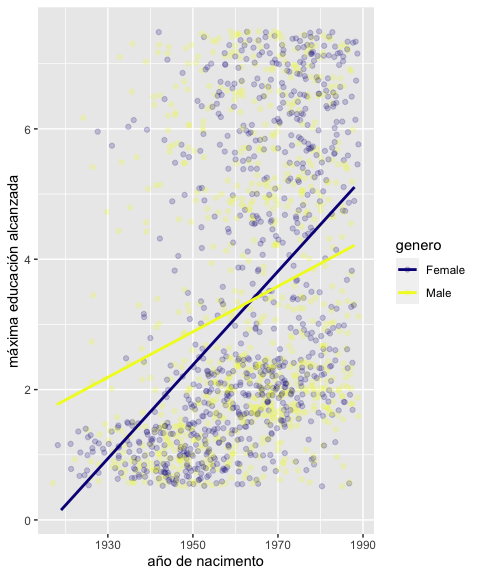 máxima educación alcanzada
6
4
2
0
1930 1950 1970 1990
año de nacimento
genero
Female
Male